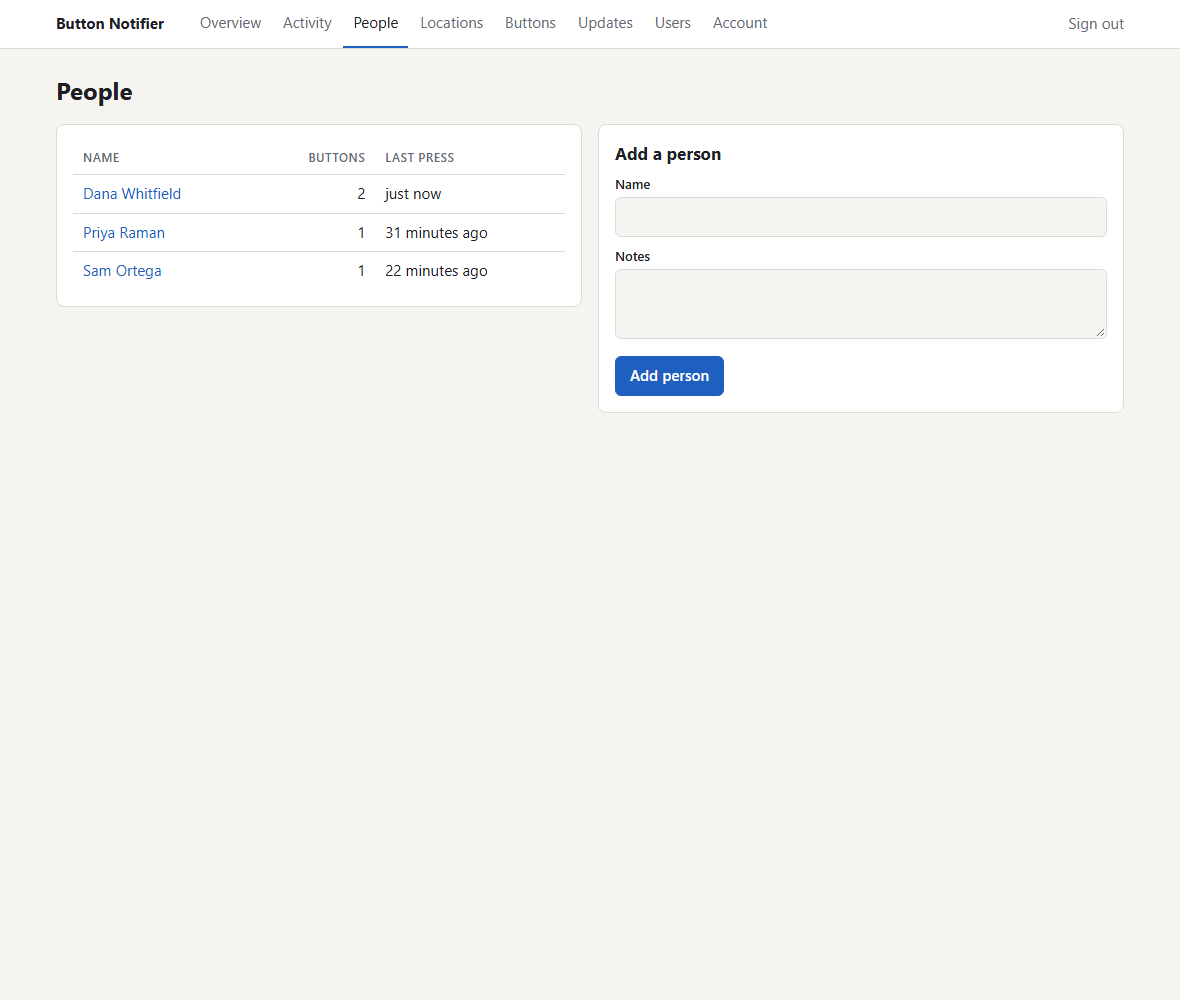 Button Notifier Overview Activity People Locations Buttons Updates Users Account Sign out
People
NAME BUTTONS LAST PRESS
Dana Whitfield 2 just now
Priya Raman 1 31 minutes ago
Sam Ortega 1 22 minutes ago
Add a person
Name
Notes
Add person